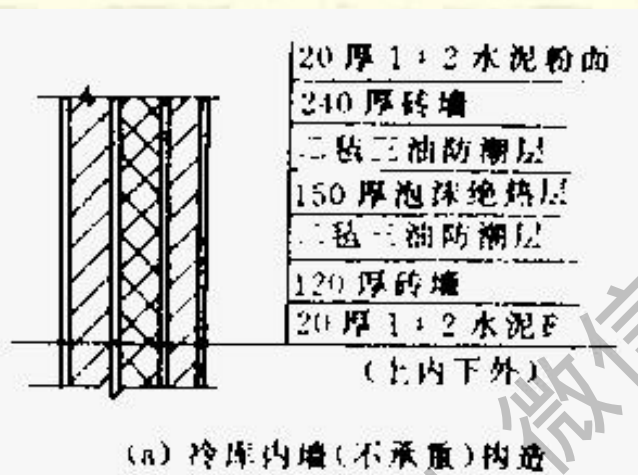 20厚1:2水泥粉面
240厚砖墙
二毡三油防潮层
150厚泡沫绝热层
二毡三油防潮层
120厚砖墙
20厚1:2水泥
(上内下外)
(a) 冷库内墙(不承重)构造
微信